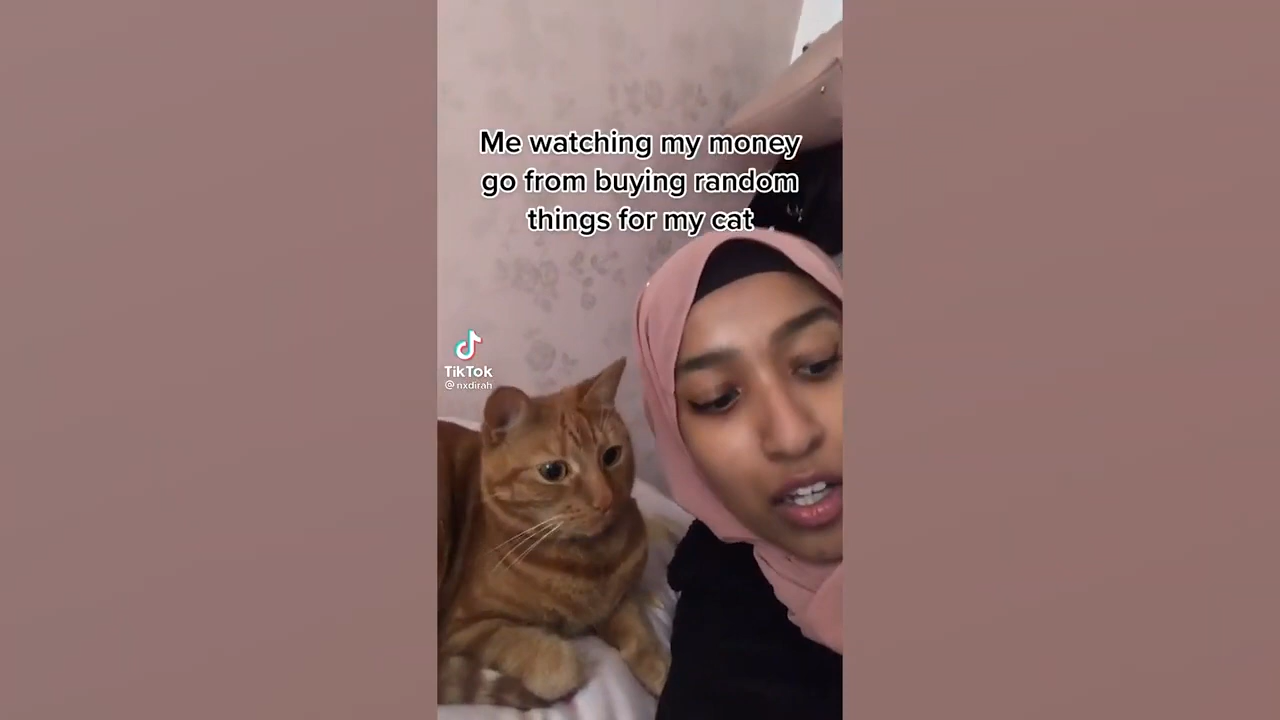 Me watching my money
go from buying random
things for my cat
TikTok
@nxdirah